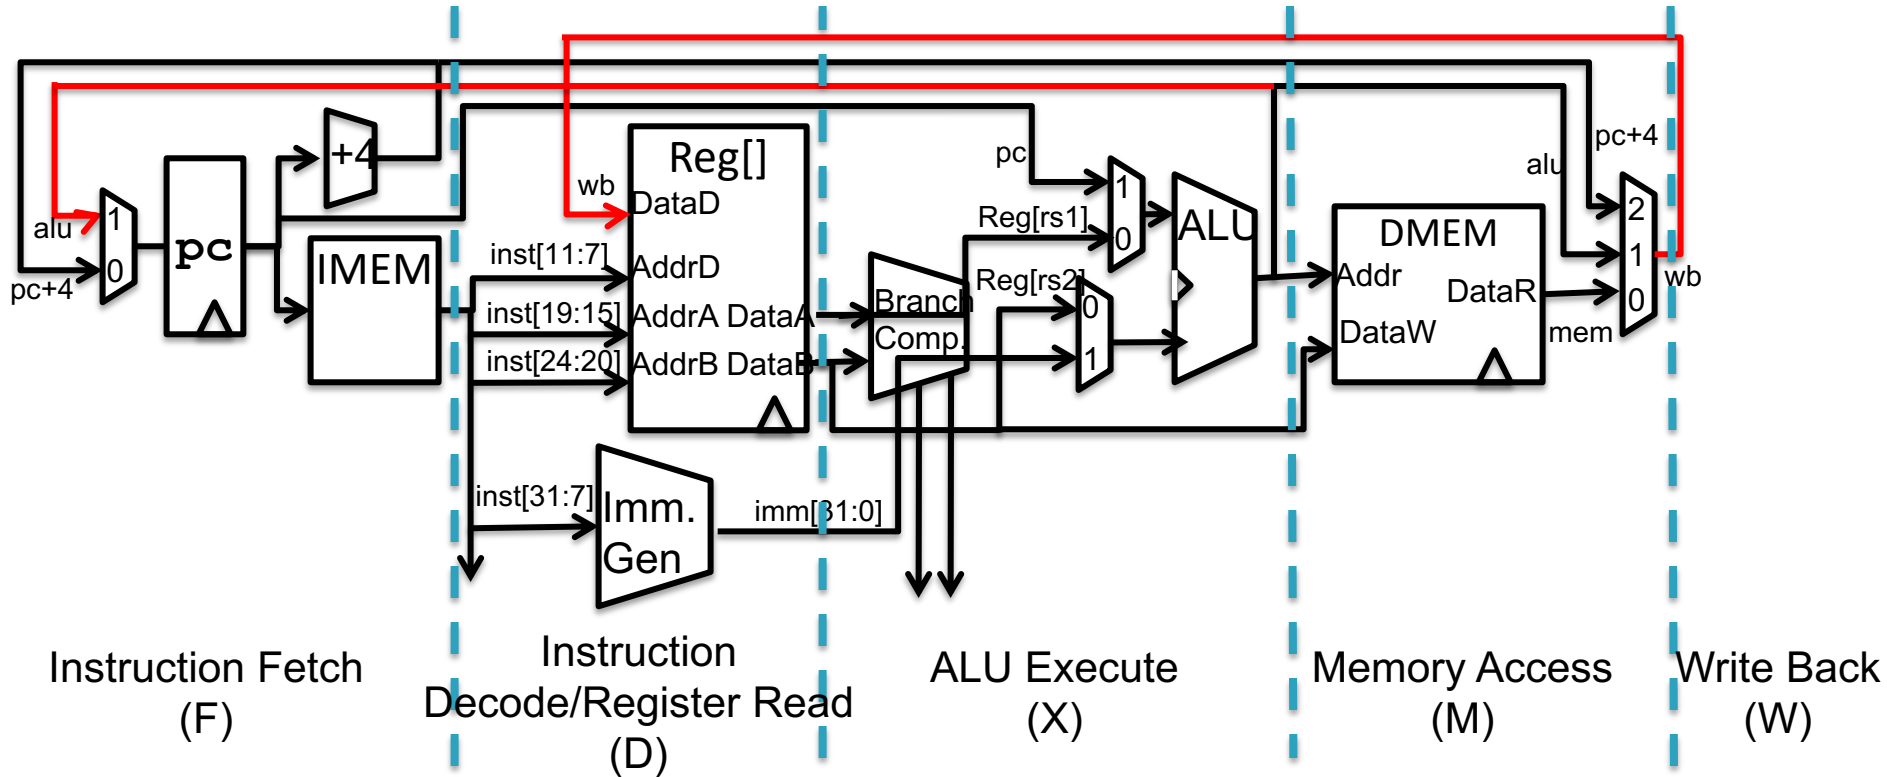 pc+4
alu
+4
Reg[]
pc
1
wb
DataD
Reg[rs1]
ALU
2
alu
1
0
pc
IMEM
inst[11:7]
AddrD
0
DMEM
1
wb
pc+4
Reg[rs2]
Addr
DataR
0
inst[19:15]
AddrA DataA
Branch
0
mem
inst[24:20]
AddrB DataB
Comp.
1
DataW
inst[31:7]
Imm.
Gen
imm[31:0]
Instruction Fetch
(F)
Instruction
Decode/Register Read
(D)
ALU Execute
(X)
Memory Access
(M)
Write Back
(W)